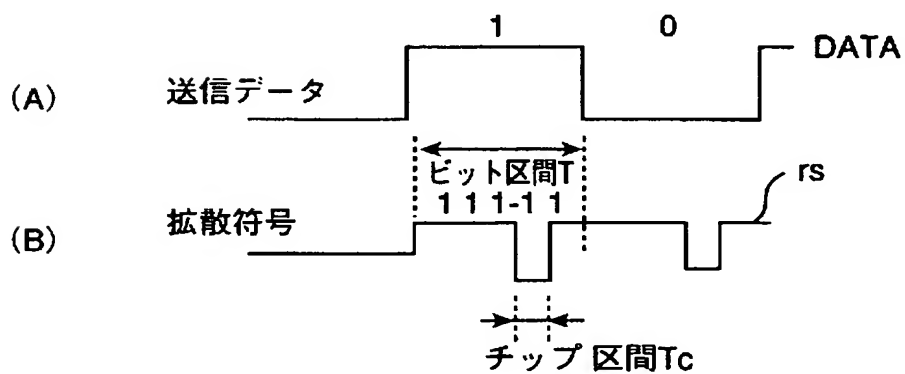 1 0
DATA
(A) 送信データ
ビット区間T
1 1 1-1 1
rs
(B) 拡散符号
チップ 区間Tc